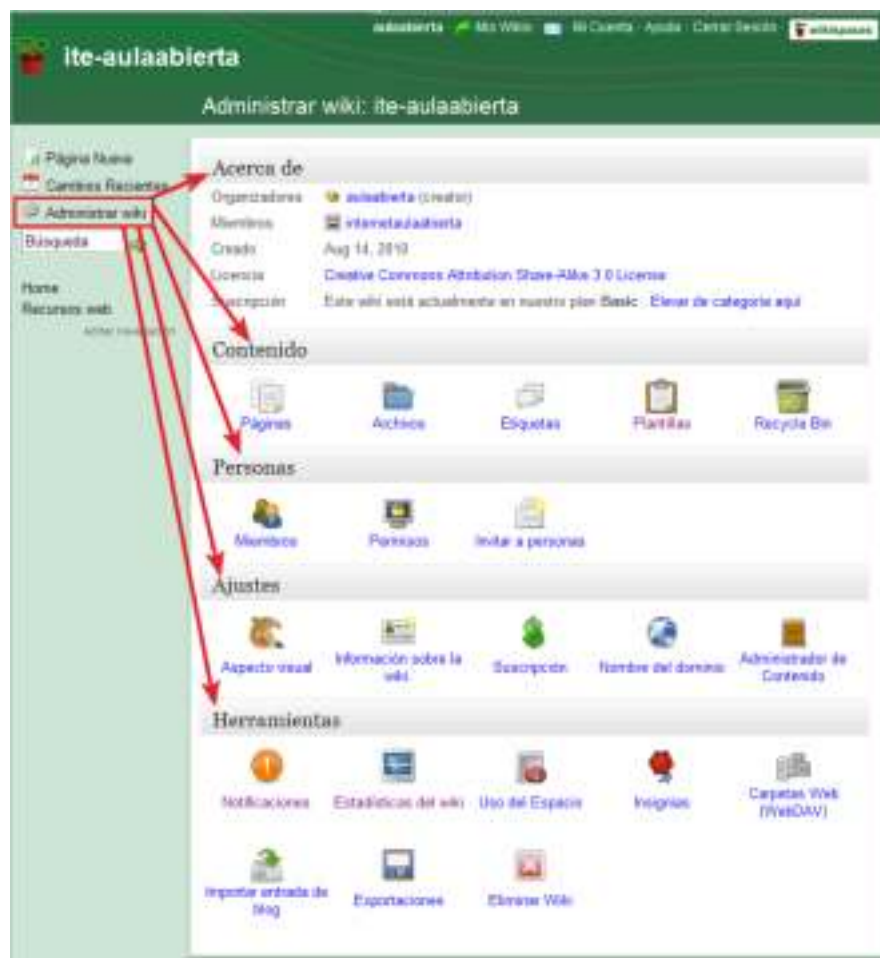 aulaabierta Mis Wikis Mi Cuenta Ayuda Cerrar Sesión wikispaces
ite-aulaabierta
Administrar wiki: ite-aulaabierta
Página Nueva
Cambios Recientes
Administrar wiki
Búsqueda
Home
Recursos web
Acerca de
Organizadores aulaabierta (creator)
Miembros internetaulaabierta
Creado Aug 14, 2010
Licencia Creative Commons Attribution Share-Alike 3.0 License
Suscripción Este wiki está actualmente en nuestro plan Basic. Elevar de categoría aquí
Contenido
Páginas Archivos Etiquetas Plantillas Recycle Bin
Personas
Miembros Permisos Invitar a personas
Ajustes
Aspecto visual Información sobre la wiki Suscripción Nombre del dominio Administrador de Contenido
Herramientas
Notificaciones Estadísticas del wiki Uso del Espacio Insignias Carpetas Web (WebDAV)
Importar entrada de blog Exportaciones Eliminar Wiki